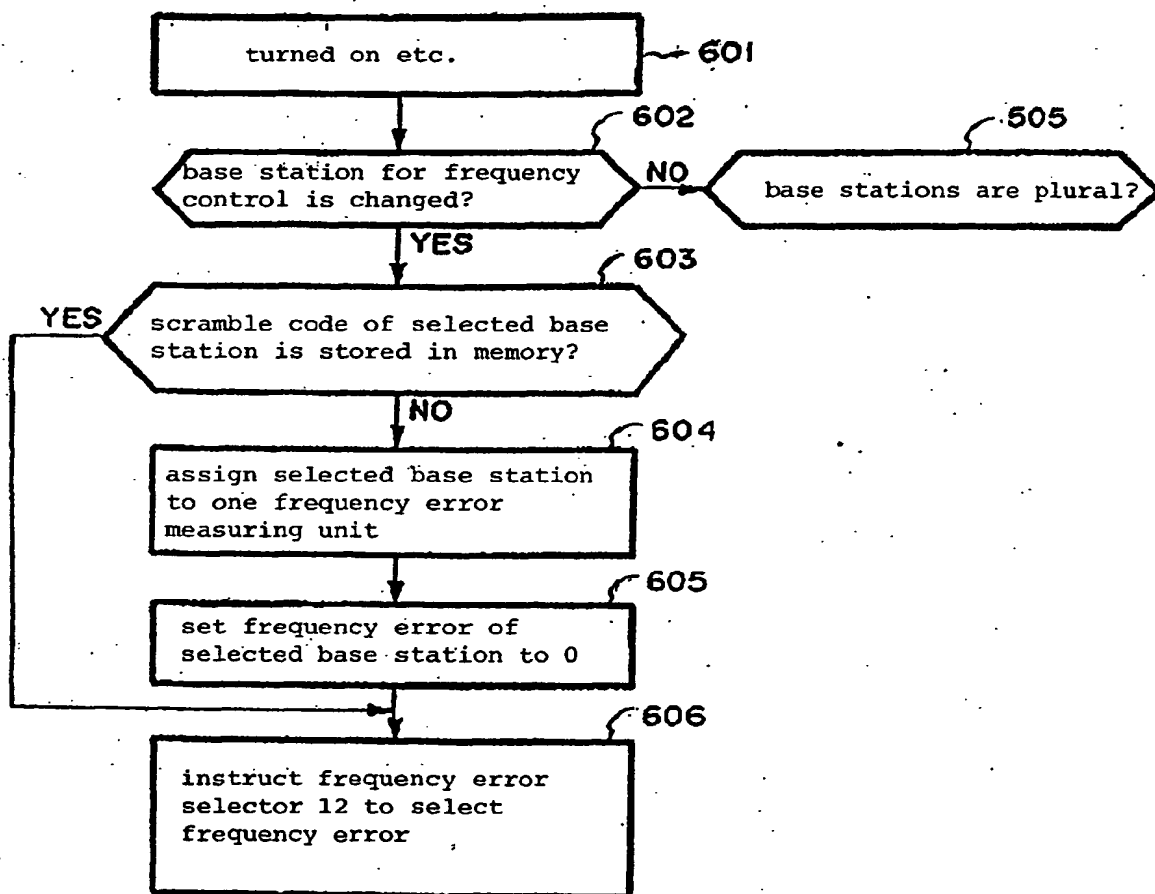 turned on etc.
601
602
505
base station for frequency
control is changed?
NO
base stations are plural?
YES
603
YES
scramble code of selected base
station is stored in memory?
NO
604
assign selected base station
to one frequency error
measuring unit
605
set frequency error of
selected base station to 0
606
instruct frequency error
selector 12 to select
frequency error